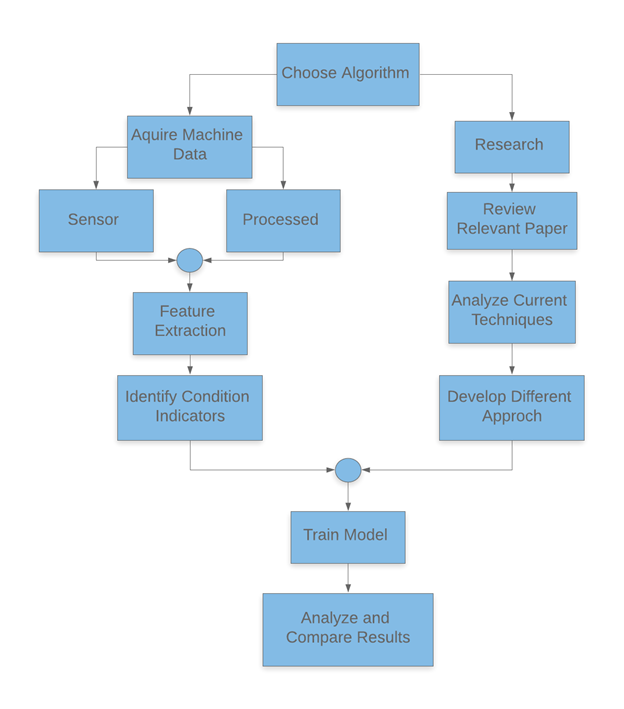 Choose Algorithm
Aquire Machine
Data
Research
Sensor
Processed
Review
Relevant Paper
Feature
Extraction
Analyze Current
Techniques
Identify Condition
Indicators
Develop Different
Approch
Train Model
Analyze and
Compare Results